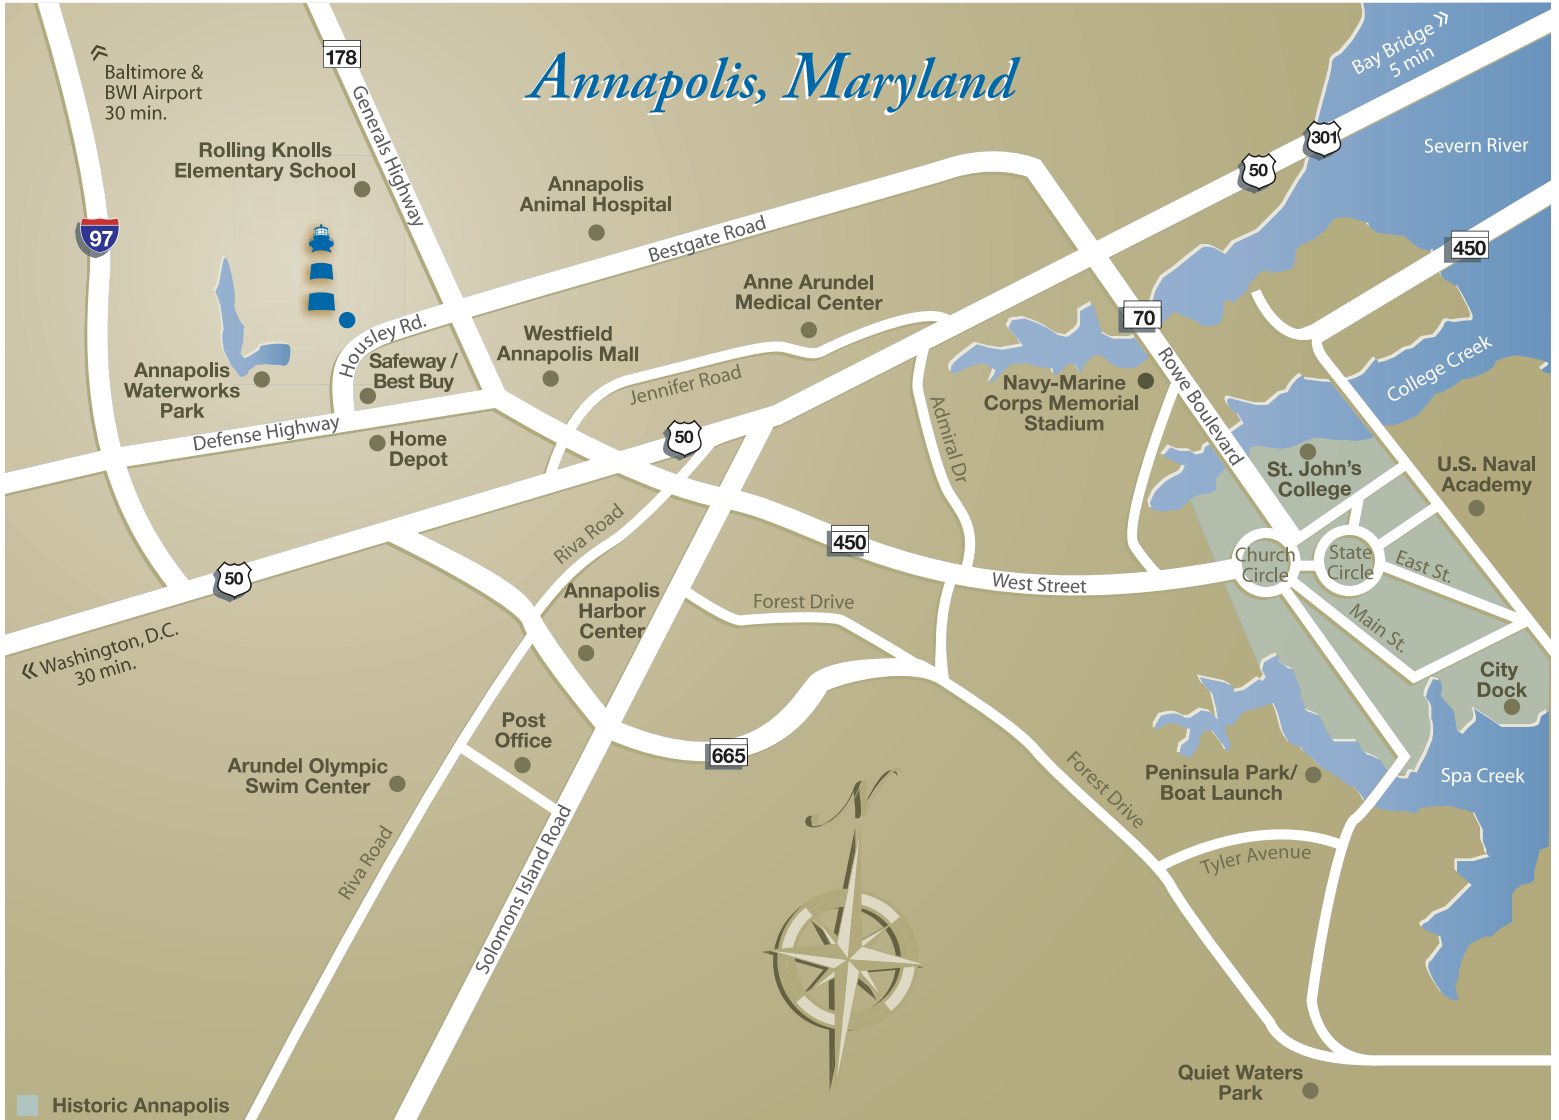 Annapolis, Maryland
Baltimore &
BWI Airport
30 min.
178
Generals Highway
Rolling Knolls
Elementary School
97
Annapolis
Animal Hospital
Bestgate Road
Bay Bridge
5 min
301
50
Severn River
450
Anne Arundel
Medical Center
70
Housley Rd.
Westfield
Annapolis Mall
Safeway /
Best Buy
Annapolis
Waterworks
Park
Jennifer Road
Navy-Marine
Corps Memorial
Stadium
Rowe Boulevard
College Creek
Defense Highway
Home
Depot
50
Admiral Dr
St. John's
College
U.S. Naval
Academy
Riva Road
450
West Street
Church
Circle
State
Circle
East St.
Main St.
50
Washington, D.C.
30 min.
Annapolis
Harbor
Center
Forest Drive
City
Dock
Post
Office
665
Arundel Olympic
Swim Center
Forest Drive
Peninsula Park/
Boat Launch
Spa Creek
Riva Road
Solomons Island Road
Tyler Avenue
N
Quiet Waters
Park
Historic Annapolis